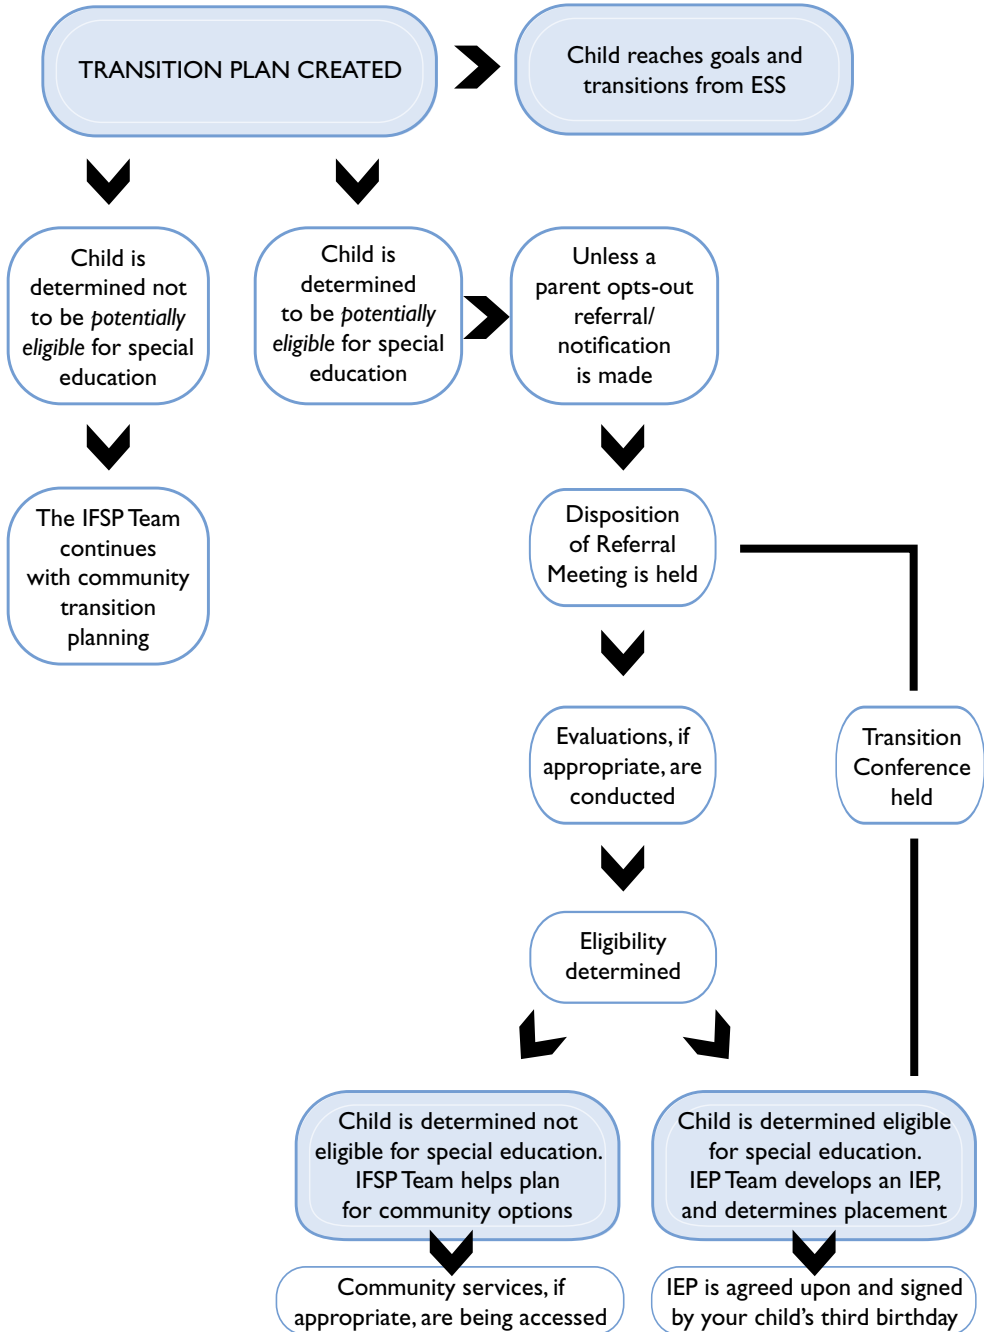 TRANSITION PLAN CREATED
Child reaches goals and
transitions from ESS
Child is
determined not
to be potentially
eligible for special
education
Child is
determined
to be potentially
eligible for special
education
Unless a
parent opts-out
referral/
notification
is made
The IFSP Team
continues
with community
transition
planning
Disposition
of Referral
Meeting is held
Evaluations, if
appropriate, are
conducted
Transition
Conference
held
Eligibility
determined
Child is determined not
eligible for special education.
IFSP Team helps plan
for community options
Child is determined eligible
for special education.
IEP Team develops an IEP,
and determines placement
Community services, if
appropriate, are being accessed
IEP is agreed upon and signed
by your child's third birthday